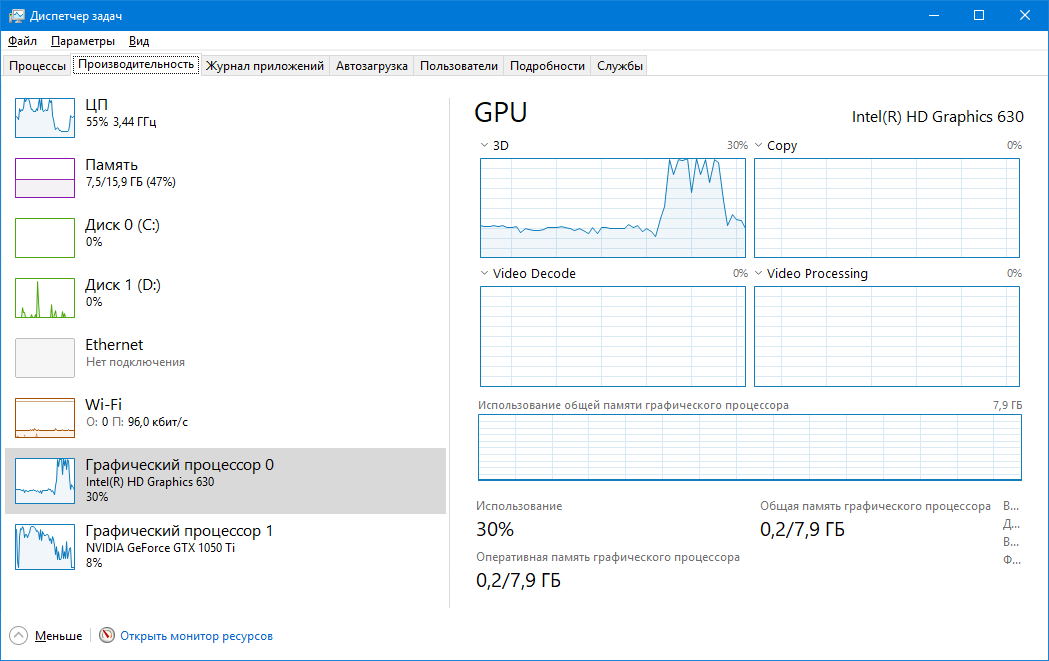 Диспетчер задач
Файл Параметры Вид
Процессы Производительность Журнал приложений Автозагрузка Пользователи Подробности Службы
ЦП
55% 3,44 ГГц
Память
7,5/15,9 ГБ (47%)
Диск 0 (C:)
0%
Диск 1 (D:)
0%
Ethernet
Нет подключения
Wi-Fi
О: 0 П: 96,0 кбит/с
Графический процессор 0
Intel(R) HD Graphics 630
30%
Графический процессор 1
NVIDIA GeForce GTX 1050 Ti
8%
GPU
Intel(R) HD Graphics 630
3D 30%
Copy 0%
Video Decode 0%
Video Processing 0%
Использование общей памяти графического процессора 7,9 ГБ
Использование
30%
Общая память графического процессора
0,2/7,9 ГБ
Оперативная память графического процессора
0,2/7,9 ГБ
В...
Д...
В...
Ф...
Меньше
Открыть монитор ресурсов